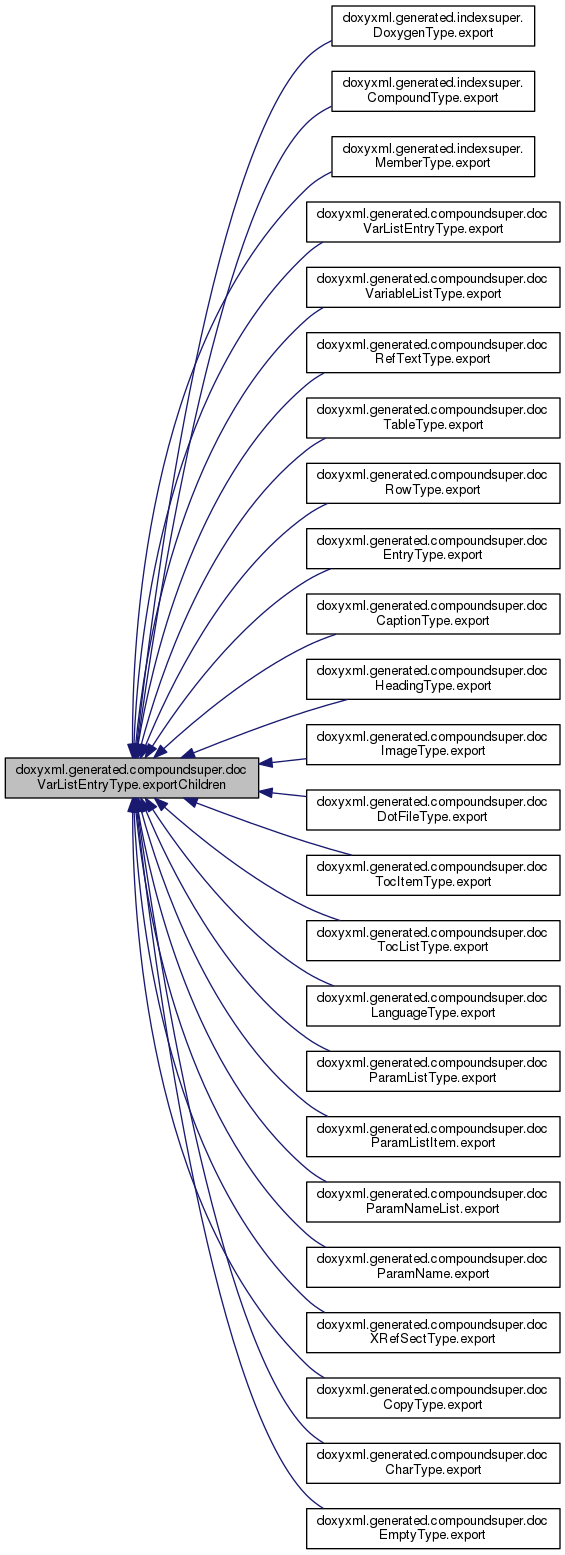 doxyxml.generated.indexsuper.
DoxygenType.export
doxyxml.generated.indexsuper.
CompoundType.export
doxyxml.generated.indexsuper.
MemberType.export
doxyxml.generated.compoundsuper.doc
VarListEntryType.export
doxyxml.generated.compoundsuper.doc
VariableListType.export
doxyxml.generated.compoundsuper.doc
RefTextType.export
doxyxml.generated.compoundsuper.doc
TableType.export
doxyxml.generated.compoundsuper.doc
RowType.export
doxyxml.generated.compoundsuper.doc
EntryType.export
doxyxml.generated.compoundsuper.doc
CaptionType.export
doxyxml.generated.compoundsuper.doc
HeadingType.export
doxyxml.generated.compoundsuper.doc
ImageType.export
doxyxml.generated.compoundsuper.doc
VarListEntryType.exportChildren
doxyxml.generated.compoundsuper.doc
DotFileType.export
doxyxml.generated.compoundsuper.doc
TocItemType.export
doxyxml.generated.compoundsuper.doc
TocListType.export
doxyxml.generated.compoundsuper.doc
LanguageType.export
doxyxml.generated.compoundsuper.doc
ParamListType.export
doxyxml.generated.compoundsuper.doc
ParamListItem.export
doxyxml.generated.compoundsuper.doc
ParamNameList.export
doxyxml.generated.compoundsuper.doc
ParamName.export
doxyxml.generated.compoundsuper.doc
XRefSectType.export
doxyxml.generated.compoundsuper.doc
CopyType.export
doxyxml.generated.compoundsuper.doc
CharType.export
doxyxml.generated.compoundsuper.doc
EmptyType.export